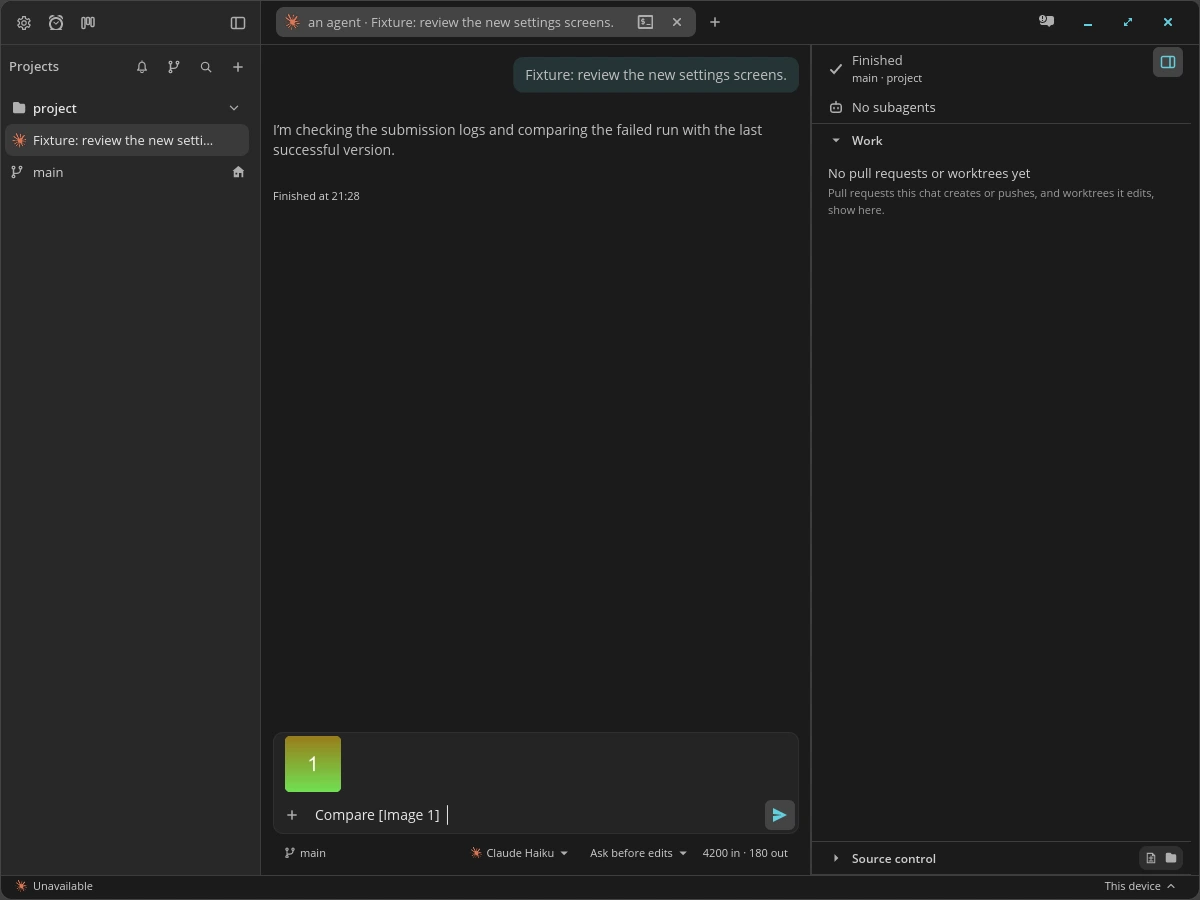 an agent · Fixture: review the new settings screens.
Projects
project
Fixture: review the new setti...
main
Fixture: review the new settings screens.
I'm checking the submission logs and comparing the failed run with the last
successful version.
Finished at 21:28
Finished
main · project
No subagents
Work
No pull requests or worktrees yet
Pull requests this chat creates or pushes, and worktrees it edits,
show here.
1
Compare [Image 1]
main
Claude Haiku
Ask before edits
4200 in · 180 out
Source control
Unavailable
This device